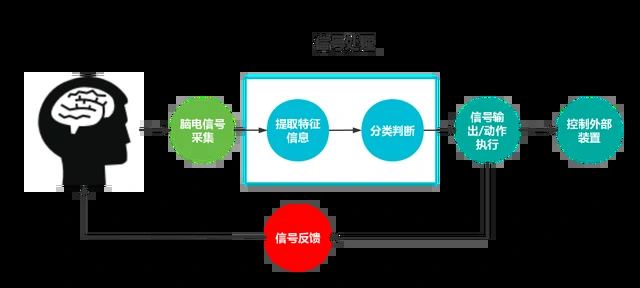 信号处理
脑电信号
采集
提取特征
信息
分类判断
信号输
出/动作
执行
控制外部
装置
信号反馈